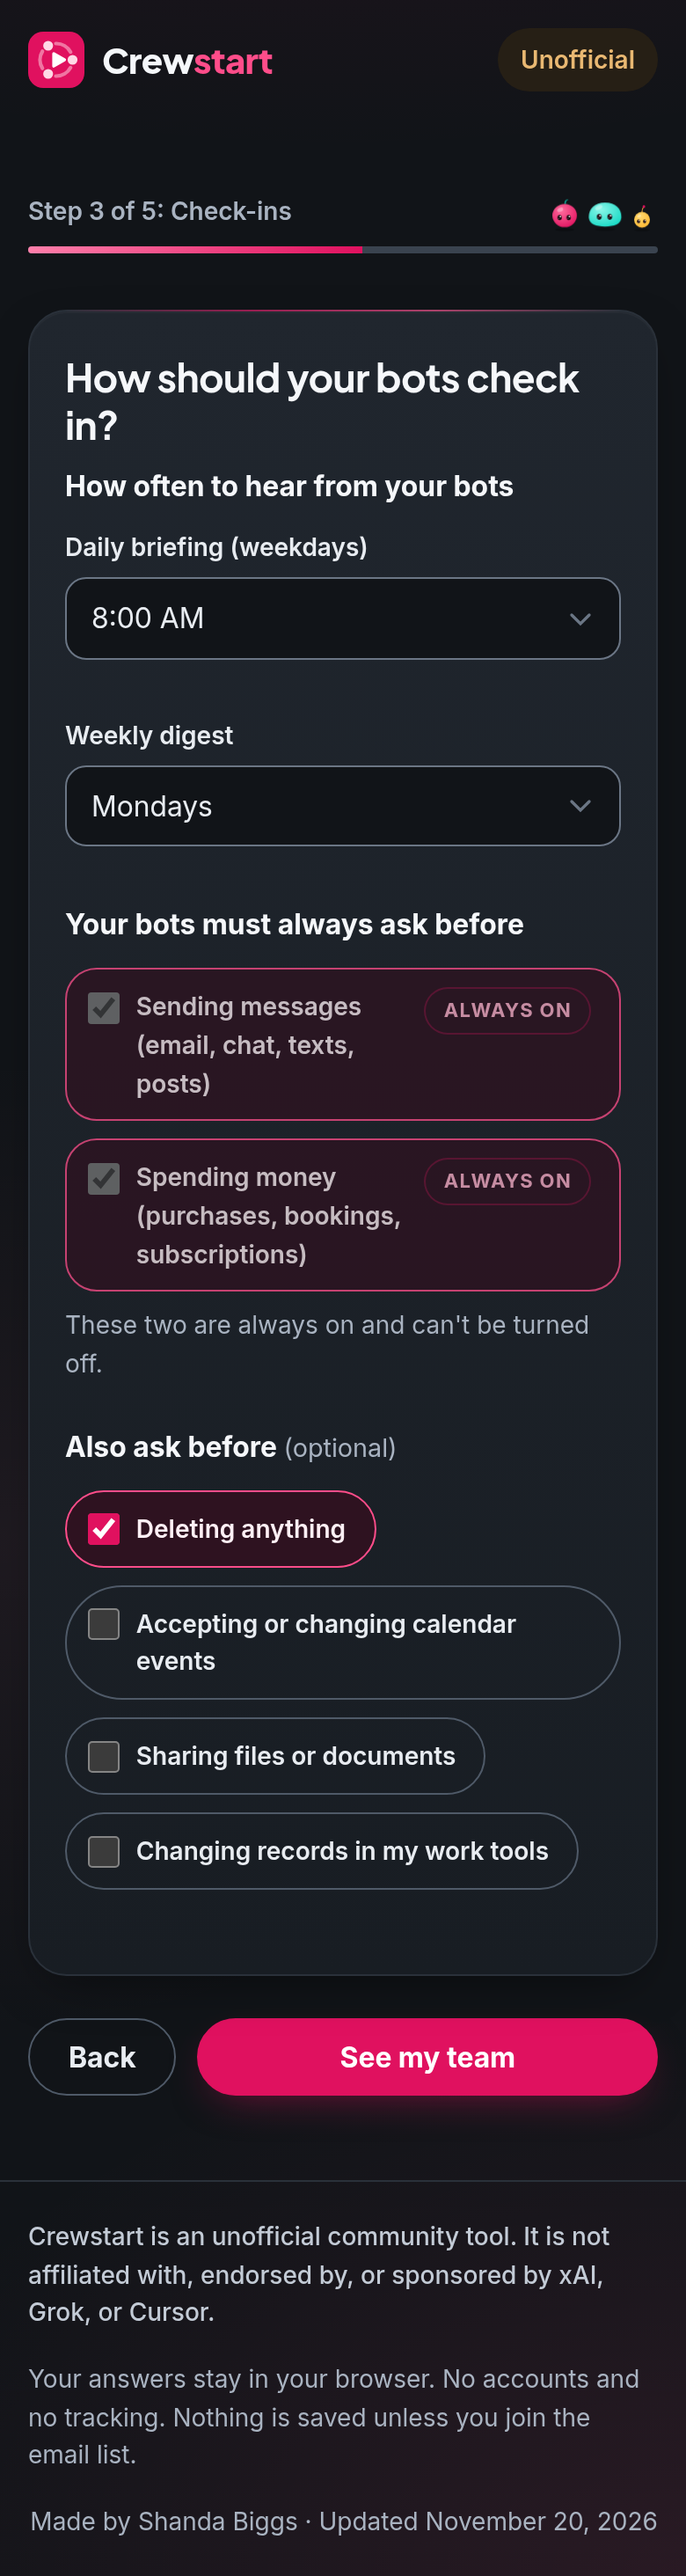 Crewstart
Unofficial
Step 3 of 5: Check-ins
How should your bots check
in?
How often to hear from your bots
Daily briefing (weekdays)
8:00 AM
Weekly digest
Mondays
Your bots must always ask before
Sending messages
(email, chat, texts,
posts)
ALWAYS ON
Spending money
(purchases, bookings,
subscriptions)
ALWAYS ON
These two are always on and can't be turned
off.
Also ask before (optional)
Deleting anything
Accepting or changing calendar
events
Sharing files or documents
Changing records in my work tools
Back
See my team
Crewstart is an unofficial community tool. It is not
affiliated with, endorsed by, or sponsored by xAI,
Grok, or Cursor.
Your answers stay in your browser. No accounts and
no tracking. Nothing is saved unless you join the
email list.
Made by Shanda Biggs · Updated November 20, 2026